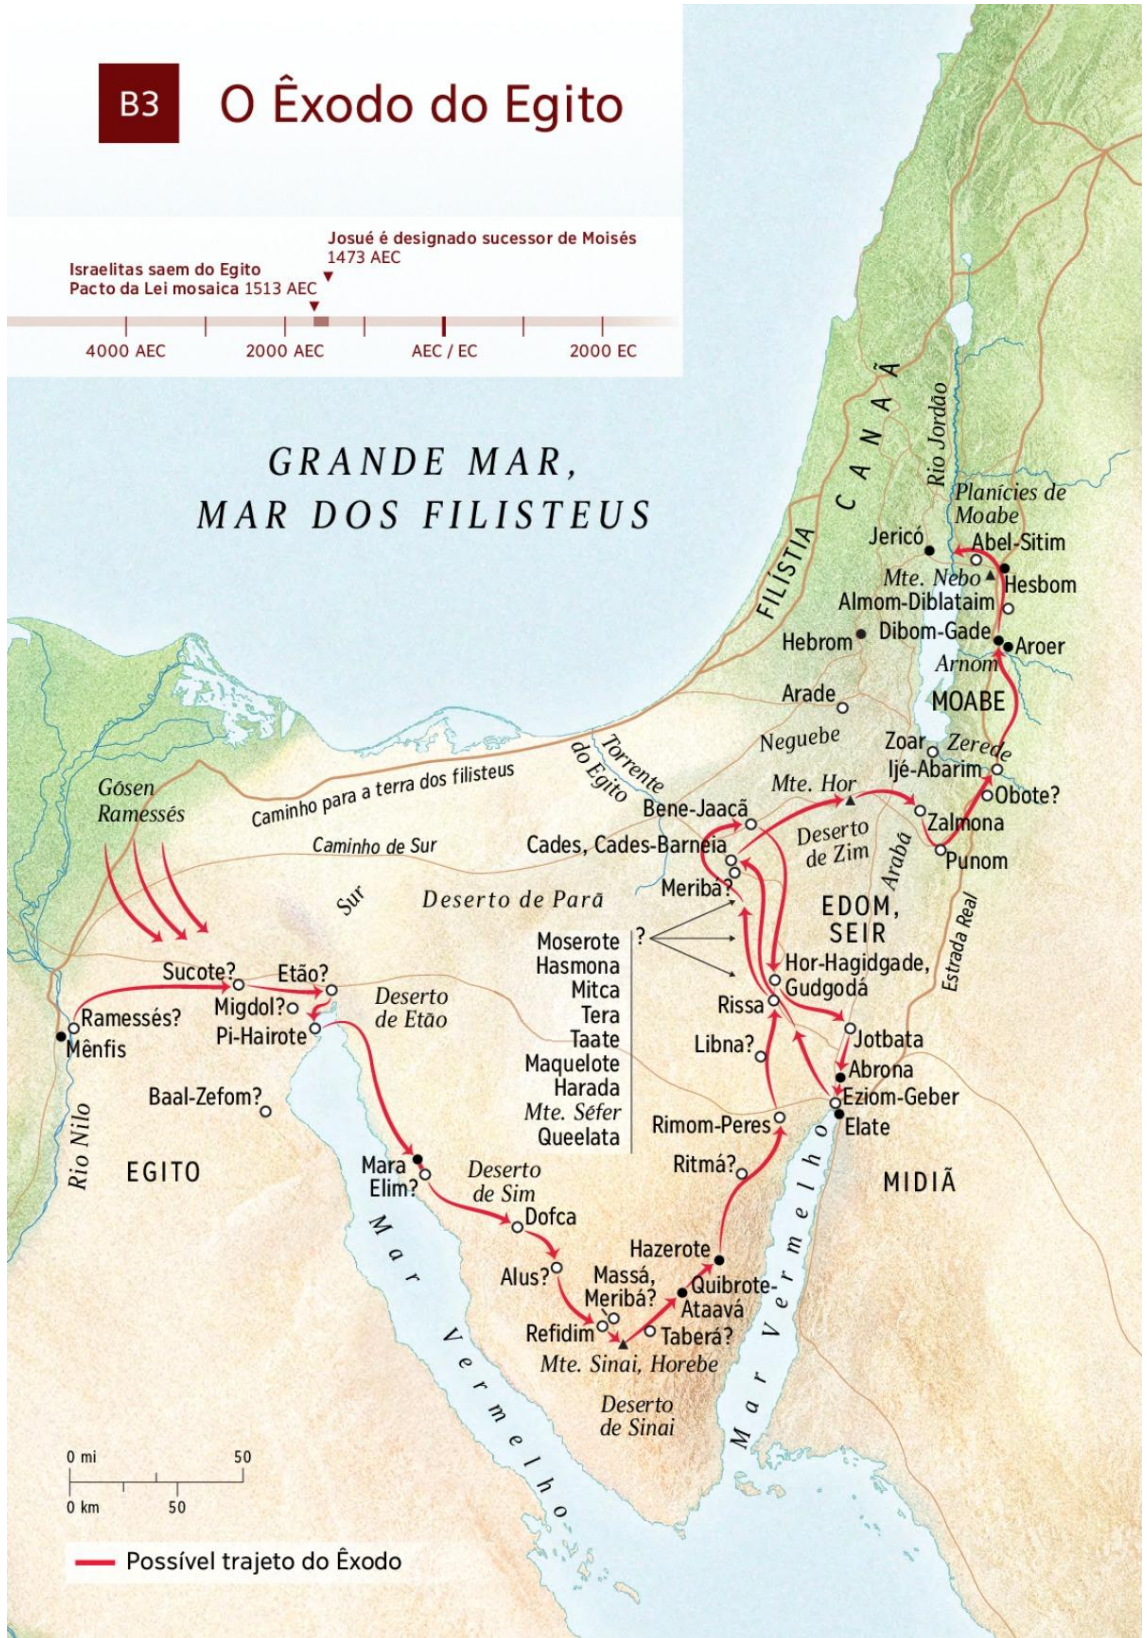 B3
O Êxodo do Egito
Josué é designado sucessor de Moisés
1473 AEC
Israelitas saem do Egito
Pacto da Lei mosaica 1513 AEC
4000 AEC
2000 AEC
AEC / EC
2000 EC
GRANDE MAR,
MAR DOS FILISTEUS
CANAÃ
Rio Jordão
Planícies de
Moabe
FILÍSTIA
Jericó
Abel-Sitim
Mte. Nebo
Hesbom
Almom-Diblataim
Hebrom
Dibom-Gade
Aroer
Arnom
Arade
MOABE
Neguebe
Zoar
Zerede
Ijé-Abarim
Torrente
do Egito
Gósen
Ramessés
Caminho para a terra dos filisteus
Mte. Hor
Obote?
Bene-Jaacã
Zalmona
Caminho de Sur
Cades, Cades-Barneia
Deserto
de Zim
Arabá
Punom
Meribá?
Sur
Deserto de Parã
EDOM,
SEIR
Estrada Real
Moserote
?
Hasmona
Mitca
Tera
Taate
Maquelote
Harada
Mte. Séfer
Queelata
Hor-Hagidgade,
Gudgodá
Sucote?
Etão?
Deserto
de Etão
Migdol?
Rissa
Ramessés?
Pi-Hairote
Mênfis
Libna?
Jotbata
Abrona
Baal-Zefom?
Eziom-Geber
Elate
Rimom-Peres
Rio Nilo
EGITO
Mara
Elim?
Deserto
de Sim
Ritmá?
MIDIÃ
Dofca
Mar Vermelho
Hazerote
Alus?
Massá,
Meribá?
Quibrote-
Ataavá
Refidim
Taberá?
Mte. Sinai, Horebe
Mar Vermelho
Deserto
de Sinai
0 mi
50
0 km
50
Possível trajeto do Êxodo